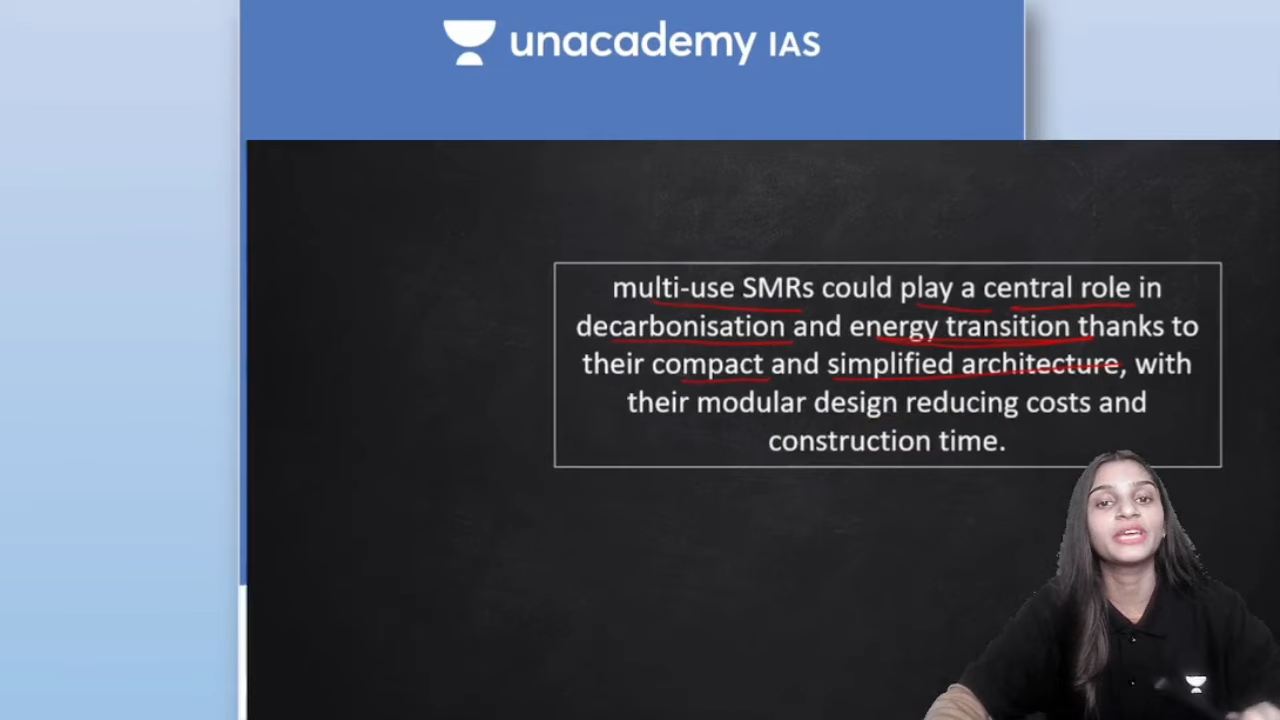 unacademy IAS
multi-use SMRs could play a central role in
decarbonisation and energy transition thanks to
their compact and simplified architecture, with
their modular design reducing costs and
construction time.